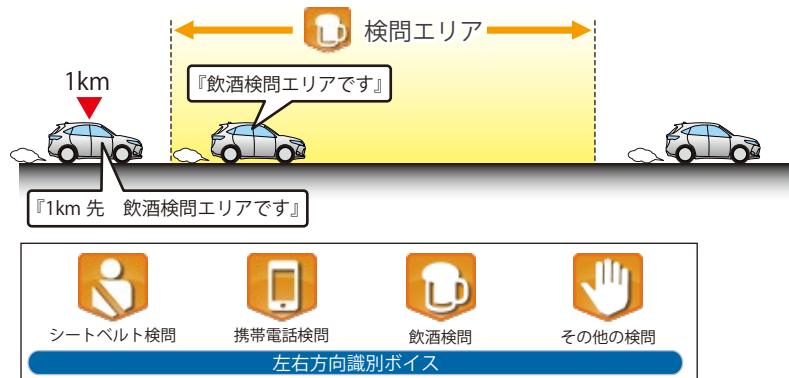 検問エリア
1km
『飲酒検問エリアです』
『1km 先　飲酒検問エリアです』
シートベルト検問
携帯電話検問
飲酒検問
その他の検問
左右方向識別ボイス